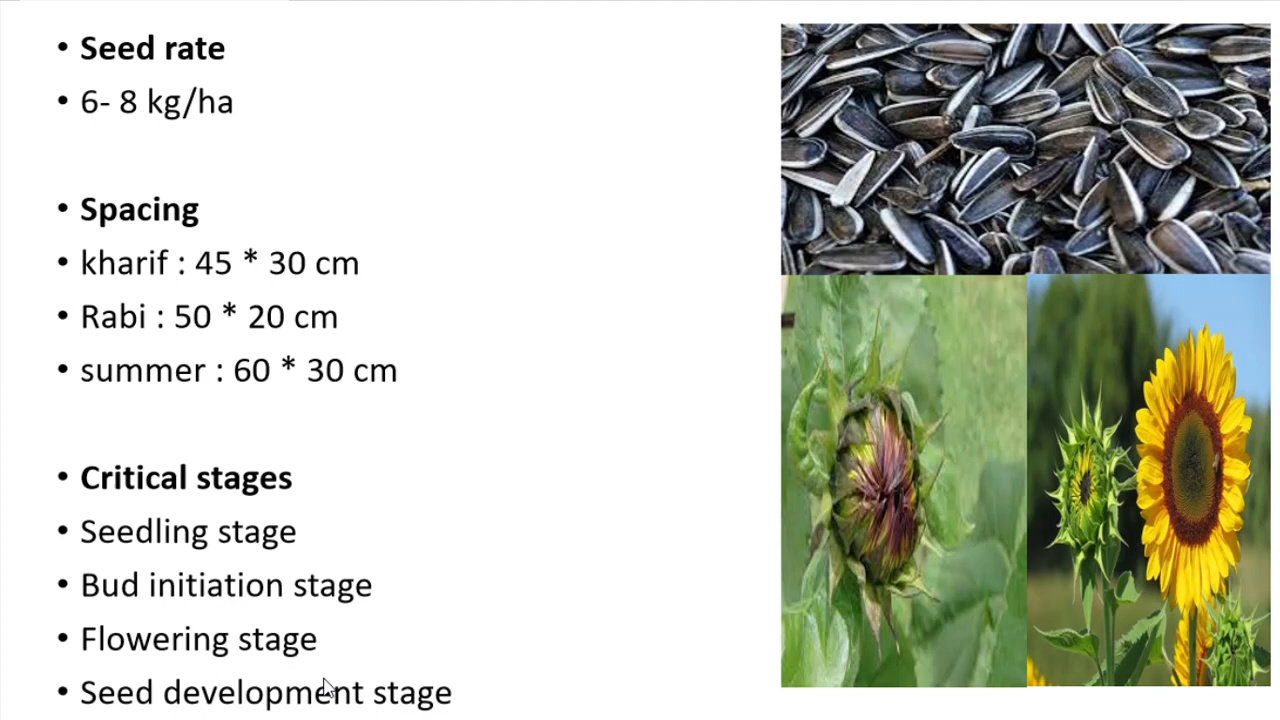 • Seed rate
• 6- 8 kg/ha
• Spacing
• kharif : 45 * 30 cm
• Rabi : 50 * 20 cm
• summer : 60 * 30 cm
• Critical stages
• Seedling stage
• Bud initiation stage
• Flowering stage
• Seed development stage